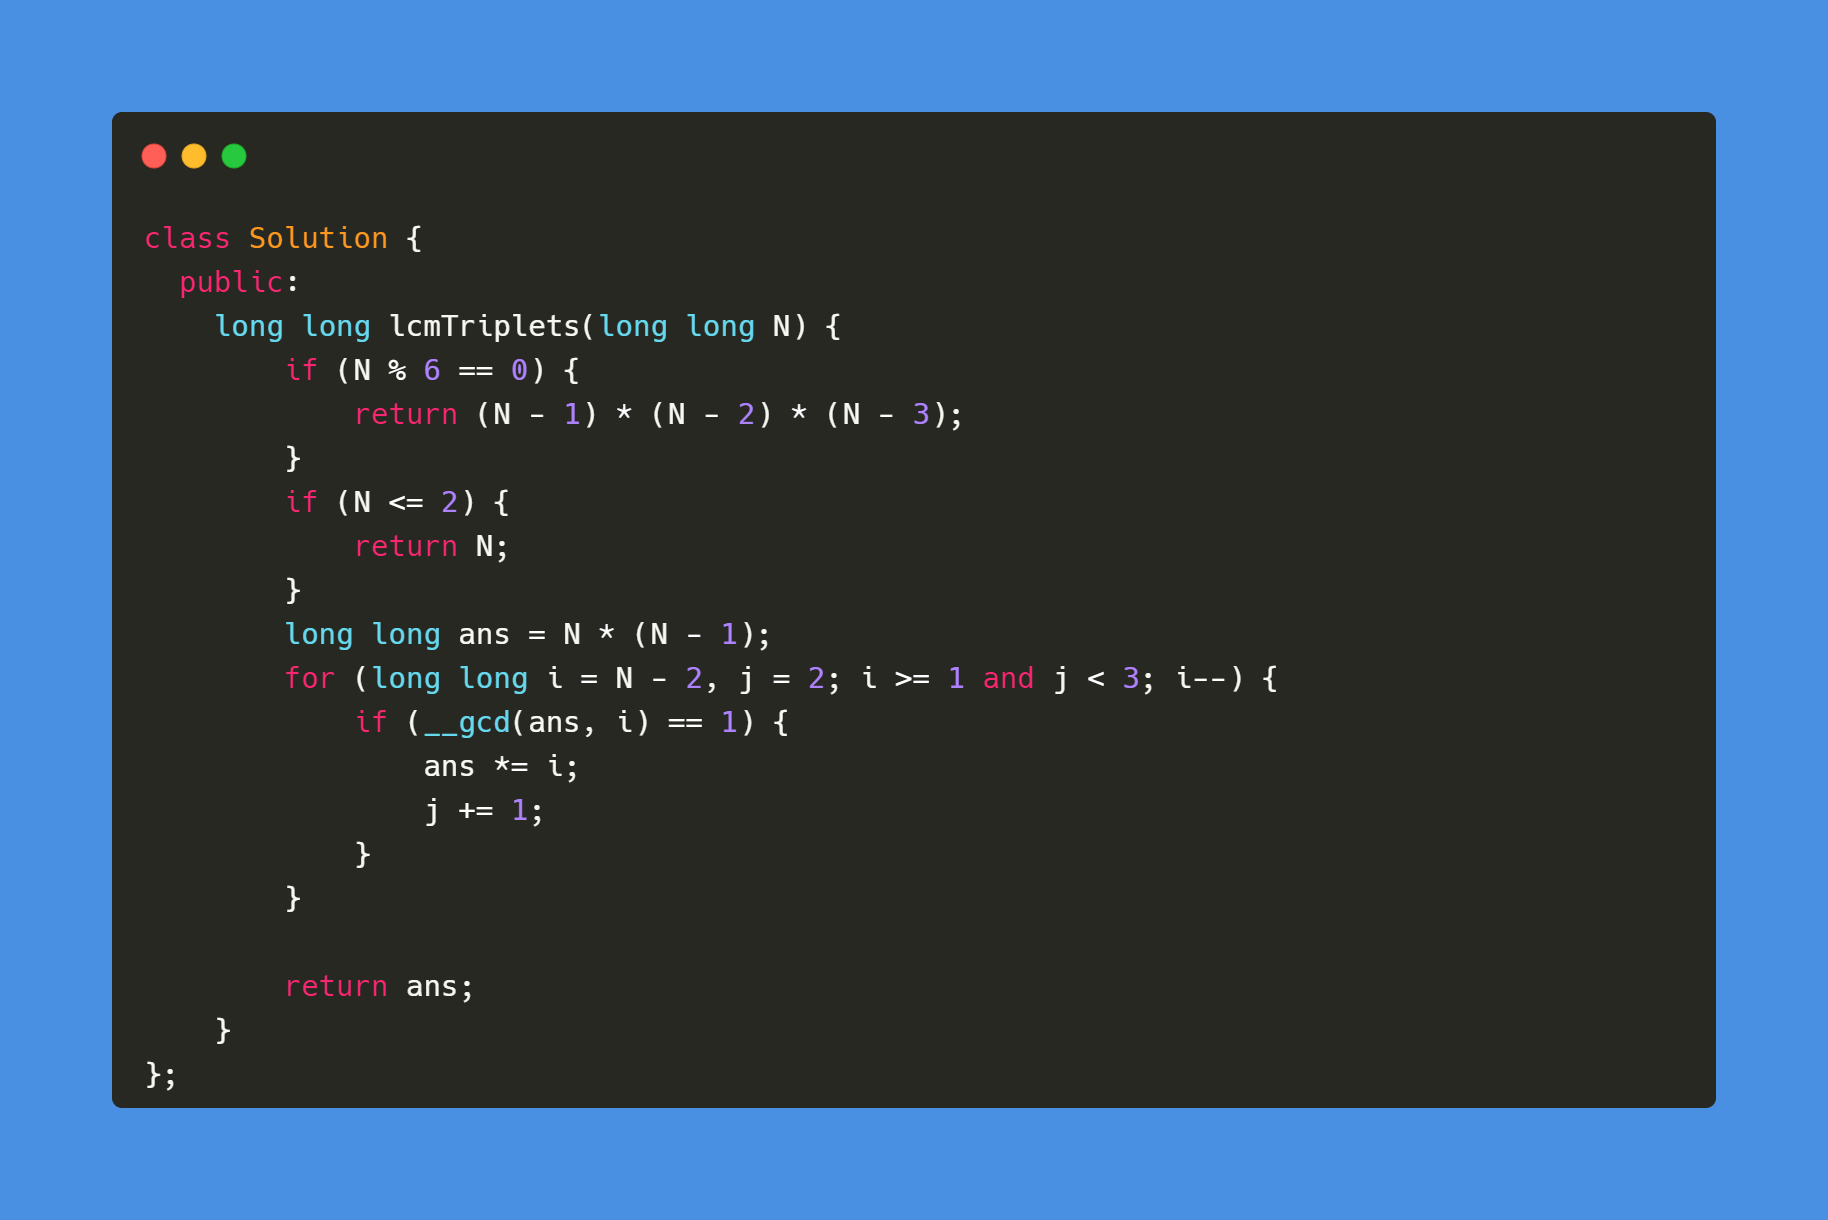 class Solution {
  public:
    long long lcmTriplets(long long N) {
        if (N % 6 == 0) {
            return (N - 1) * (N - 2) * (N - 3);
        }
        if (N <= 2) {
            return N;
        }
        long long ans = N * (N - 1);
        for (long long i = N - 2, j = 2; i >= 1 and j < 3; i--) {
            if (__gcd(ans, i) == 1) {
                ans *= i;
                j += 1;
            }
        }

        return ans;
    }
};